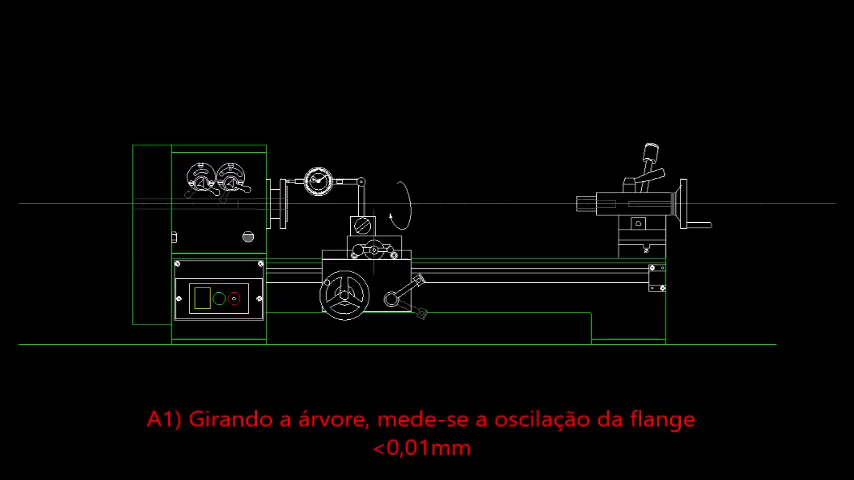 A1) Girando a árvore, mede-se a oscilação da flange
<0,01mm